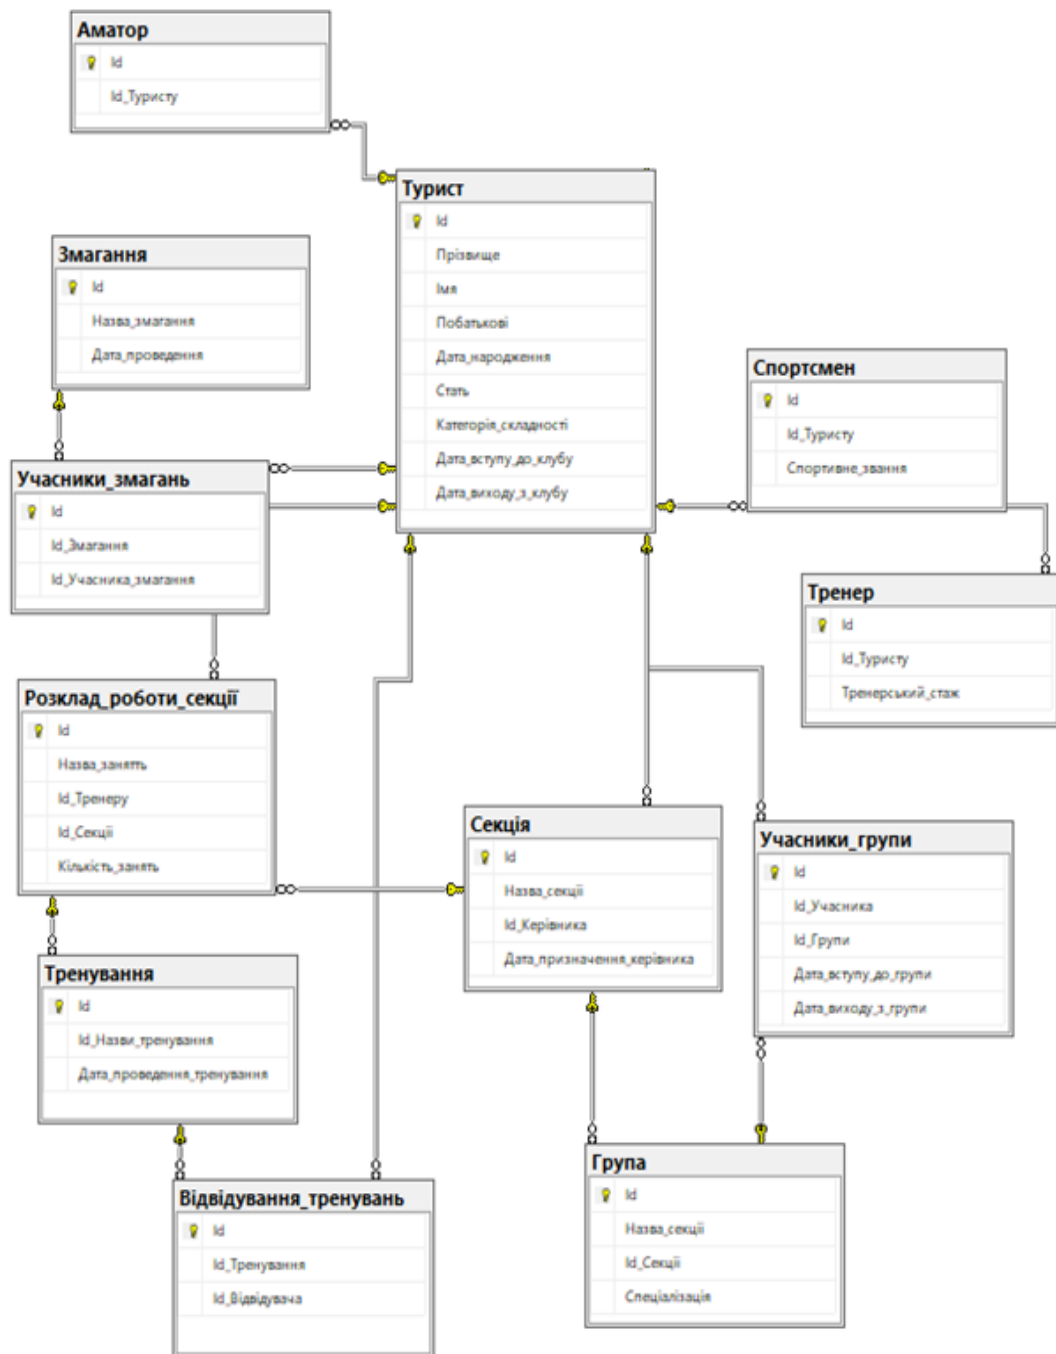 Аматор
Id
Id_Туристу
Турист
Id
Прізвище
Імя
Побатькові
Дата_народження
Стать
Категорія_складності
Дата_вступу_до_клубу
Дата_виходу_з_клубу
Змагання
Id
Назва_змагання
Дата_проведення
Спортсмен
Id
Id_Туристу
Спортивне_звання
Учасники_змагань
Id
Id_Змагання
Id_Учасника_змагання
Тренер
Id
Id_Туристу
Тренерський_стаж
Розклад_роботи_секції
Id
Назва_занятть
Id_Тренеру
Id_Секції
Кількість_занять
Секція
Id
Назва_секції
Id_Керівника
Дата_призначення_керівника
Учасники_групи
Id
Id_Учасника
Id_Групи
Дата_вступу_до_групи
Дата_виходу_з_групи
Тренування
Id
Id_Назви_тренування
Дата_проведення_тренування
Група
Id
Назва_секції
Id_Секції
Спеціалізація
Відвідування_тренувань
Id
Id_Тренування
Id_Відвідувача